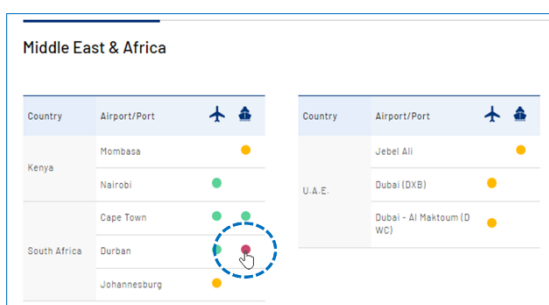 Middle East & Africa
Country Airport/Port
Kenya
Mombasa
Nairobi
South Africa
Cape Town
Durban
Johannesburg
Country Airport/Port
U.A.E.
Jebel Ali
Dubai (DXB)
Dubai - Al Maktoum (D
WC)